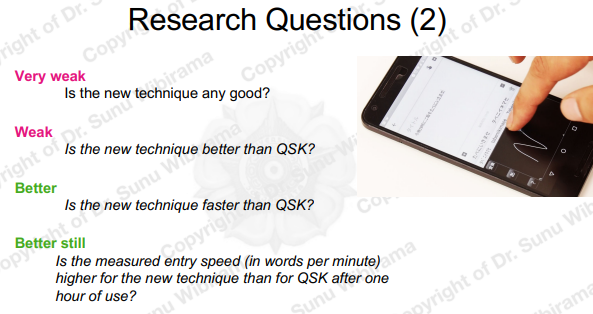 Research Questions (2)
Very weak
Is the new technique any good?
Weak
Is the new technique better than QSK?
Better
Is the new technique faster than QSK?
Better still
Is the measured entry speed (in words per minute)
higher for the new technique than for QSK after one
hour of use?
Copyright of Dr. Sunu Wibirama